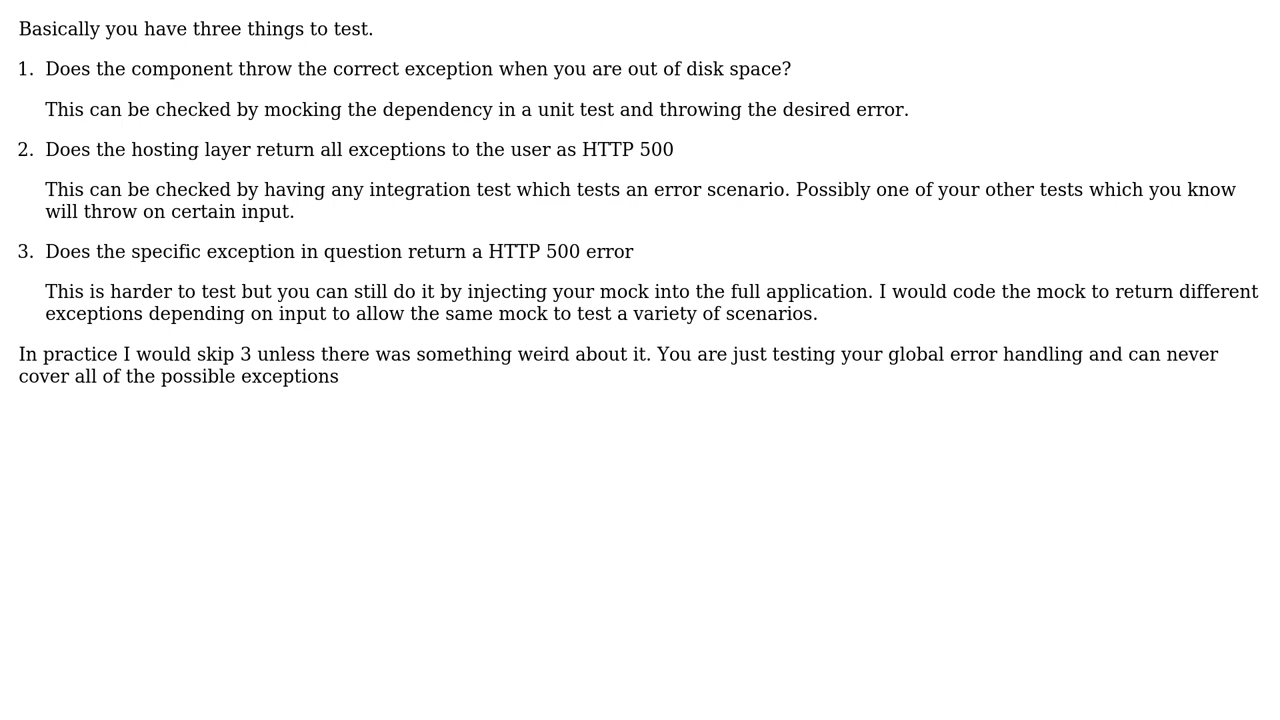 Basically you have three things to test.
1. Does the component throw the correct exception when you are out of disk space?
This can be checked by mocking the dependency in a unit test and throwing the desired error.
2. Does the hosting layer return all exceptions to the user as HTTP 500
This can be checked by having any integration test which tests an error scenario. Possibly one of your other tests which you know
will throw on certain input.
3. Does the specific exception in question return a HTTP 500 error
This is harder to test but you can still do it by injecting your mock into the full application. I would code the mock to return different
exceptions depending on input to allow the same mock to test a variety of scenarios.
In practice I would skip 3 unless there was something weird about it. You are just testing your global error handling and can never
cover all of the possible exceptions